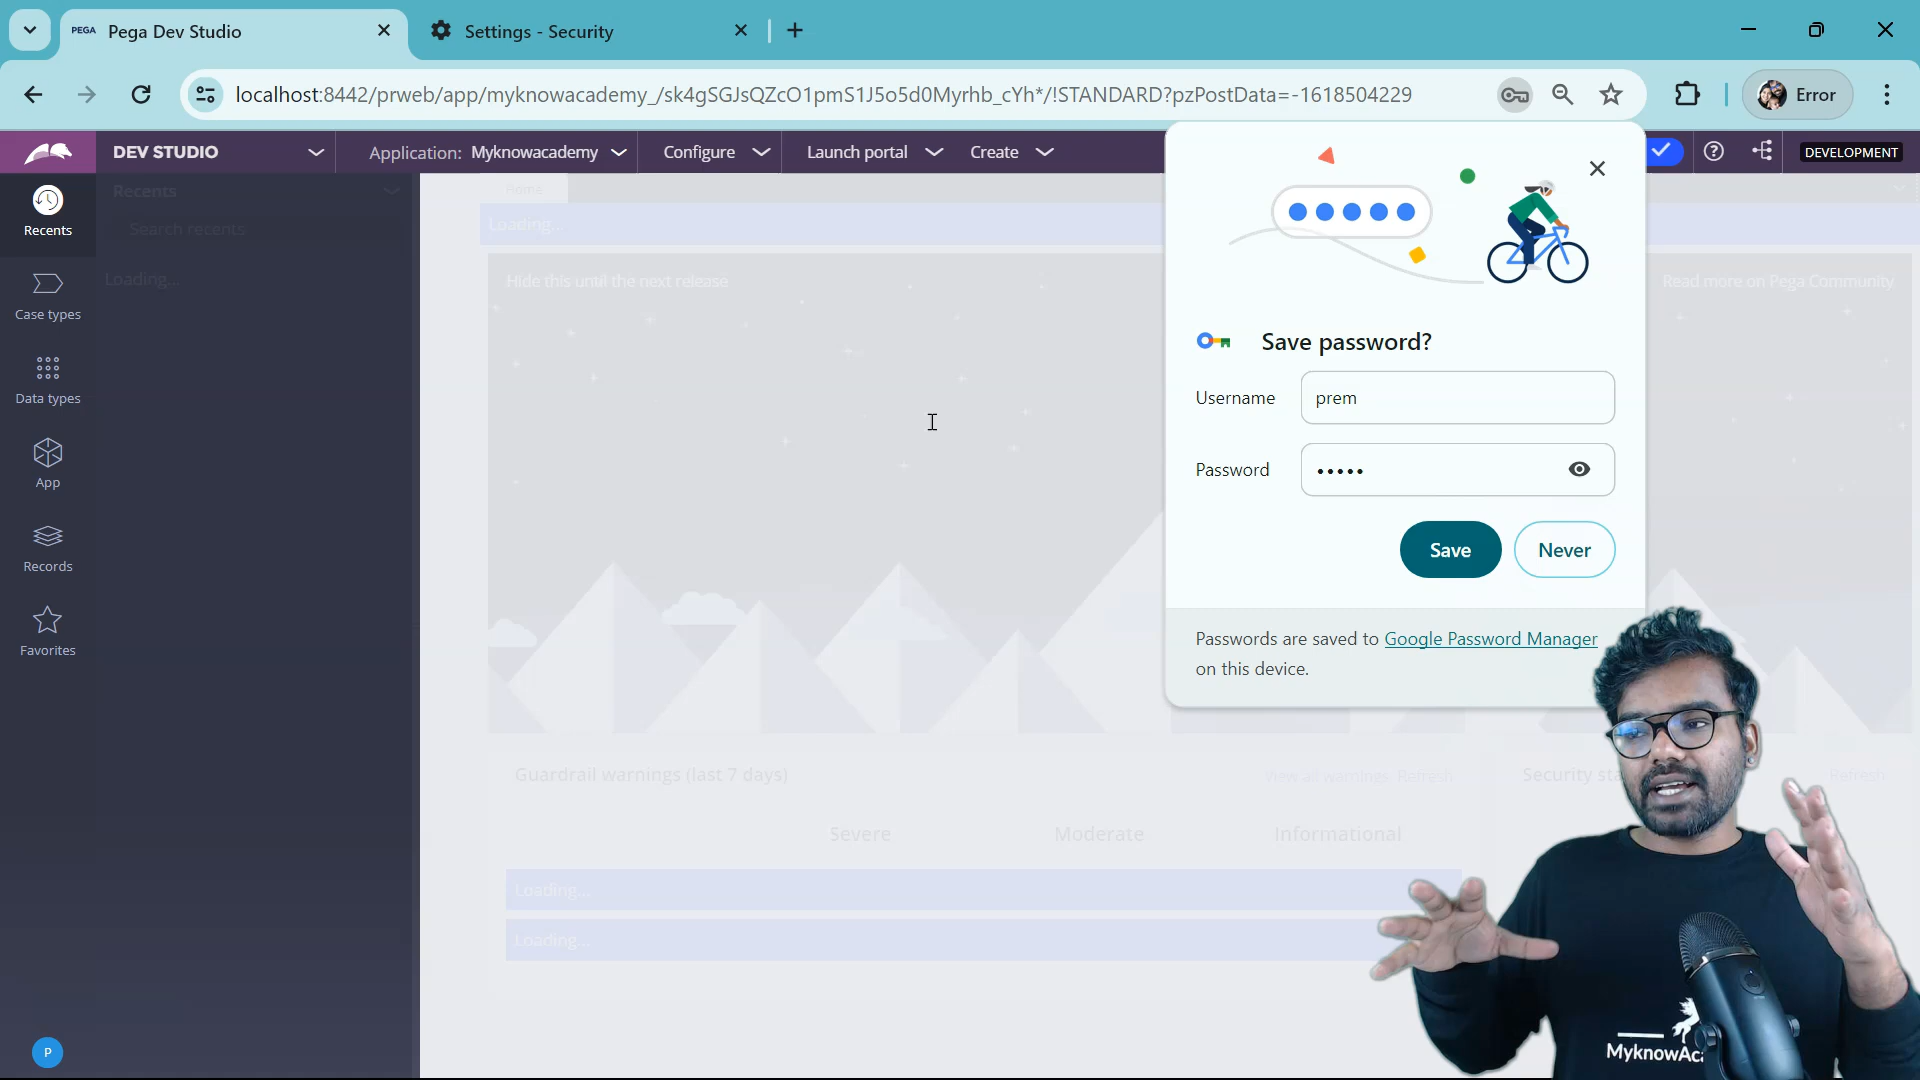 PEGA Pega Dev Studio
Settings - Security
localhost:8442/prweb/app/myknowacademy_/sk4gSGJsQZcO1pmS1J5o5d0Myrhb_cYh*/!STANDARD?pzPostData=-1618504229
Error
DEV STUDIO
Application: Myknowacademy
Configure
Launch portal
Create
DEVELOPMENT
Recents
Case types
Data types
App
Records
Favorites
P
Recents
Search recents
Loading...
Home
Loading...
Hide this until the next release
Read more on Pega Community
Save password?
Username
prem
Password
•••••
Save
Never
Passwords are saved to Google Password Manager
on this device.
Guardrail warnings (last 7 days)
View all warnings Refresh
Security sta
Refresh
Severe
Moderate
Informational
Loading...
Loading...
MyknowAc